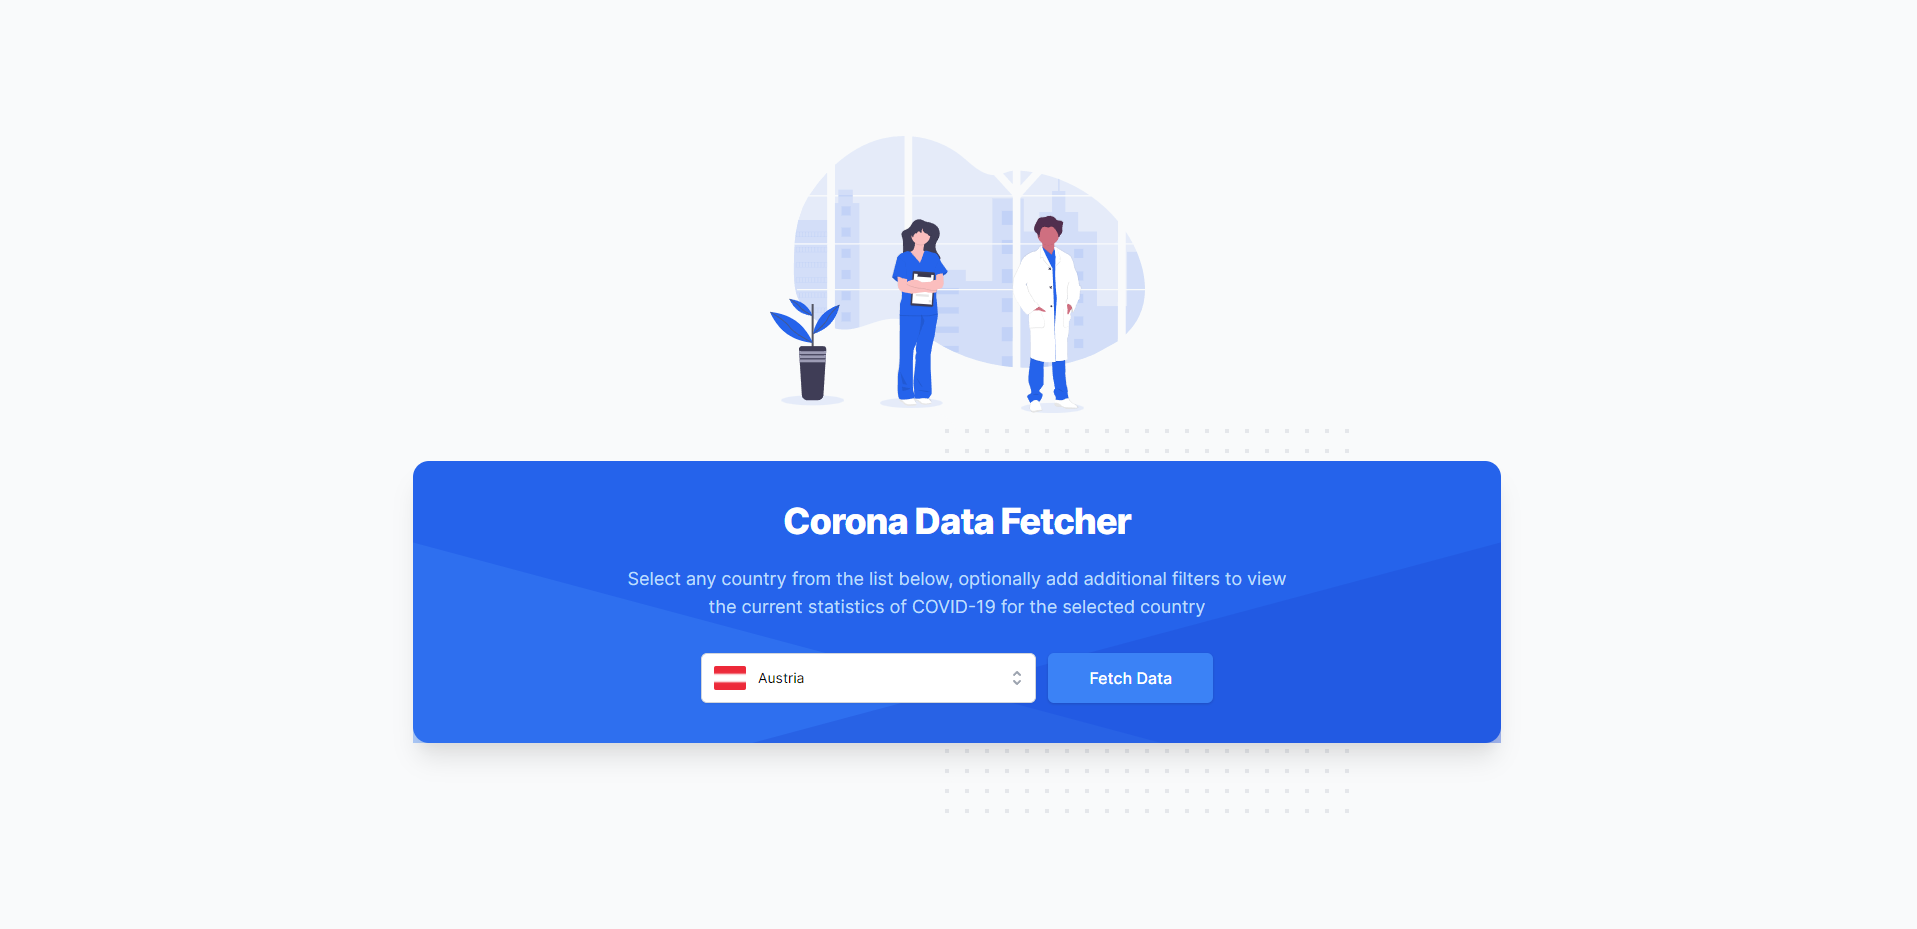 Corona Data Fetcher
Select any country from the list below, optionally add additional filters to view
the current statistics of COVID-19 for the selected country
Austria
Fetch Data